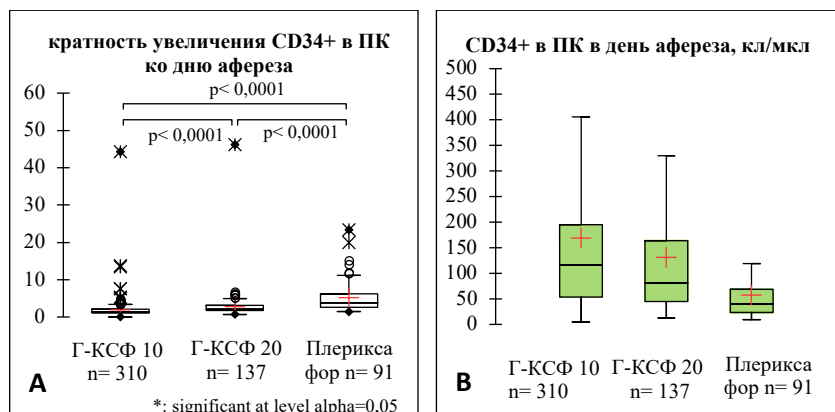 кратность увеличения CD34+ в ПК
ко дню афереза
p< 0,0001
p< 0,0001
p< 0,0001
60
50
40
30
20
10
0
Г-КСФ 10
n= 310
Г-КСФ 20
n= 137
Плерикса
фор n= 91
A
*: significant at level alpha=0,05
CD34+ в ПК в день афереза, кл/мкл
500
450
400
350
300
250
200
150
100
50
0
Г-КСФ 10
n= 310
Г-КСФ 20
n= 137
Плерикса
фор n= 91
B